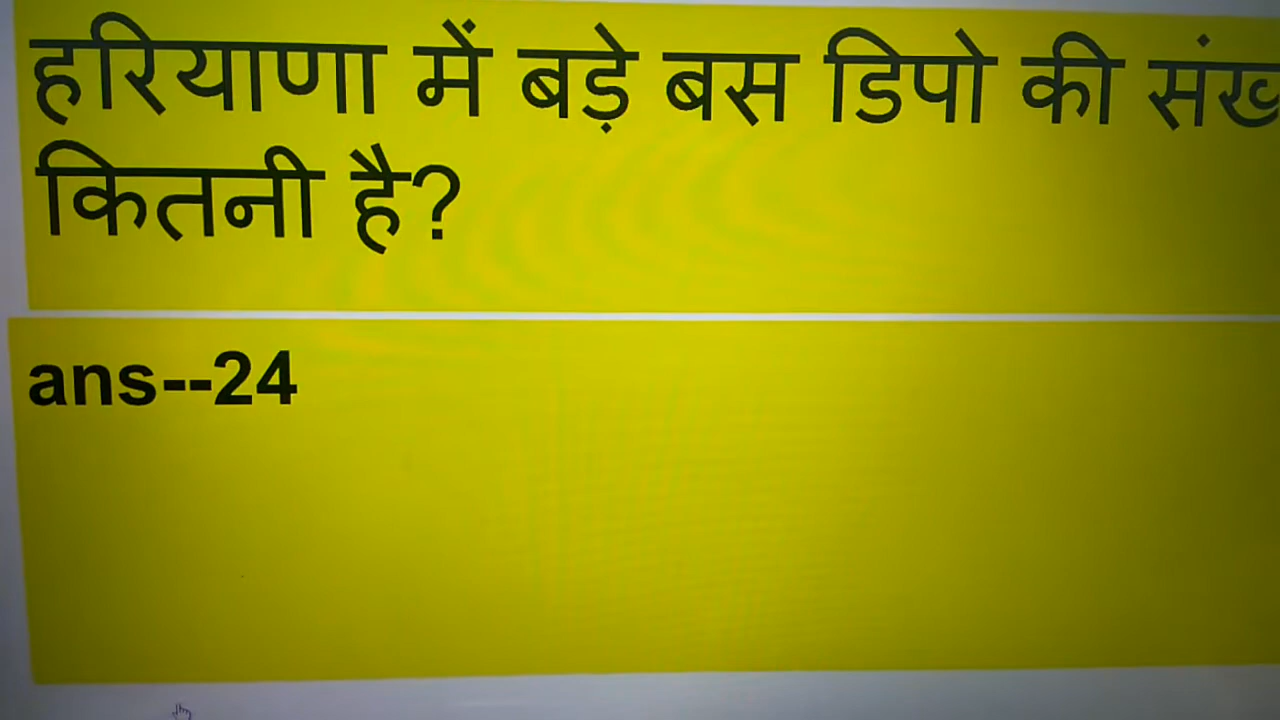 हरियाणा में बड़े बस डिपो की
कितनी है?
ans--24